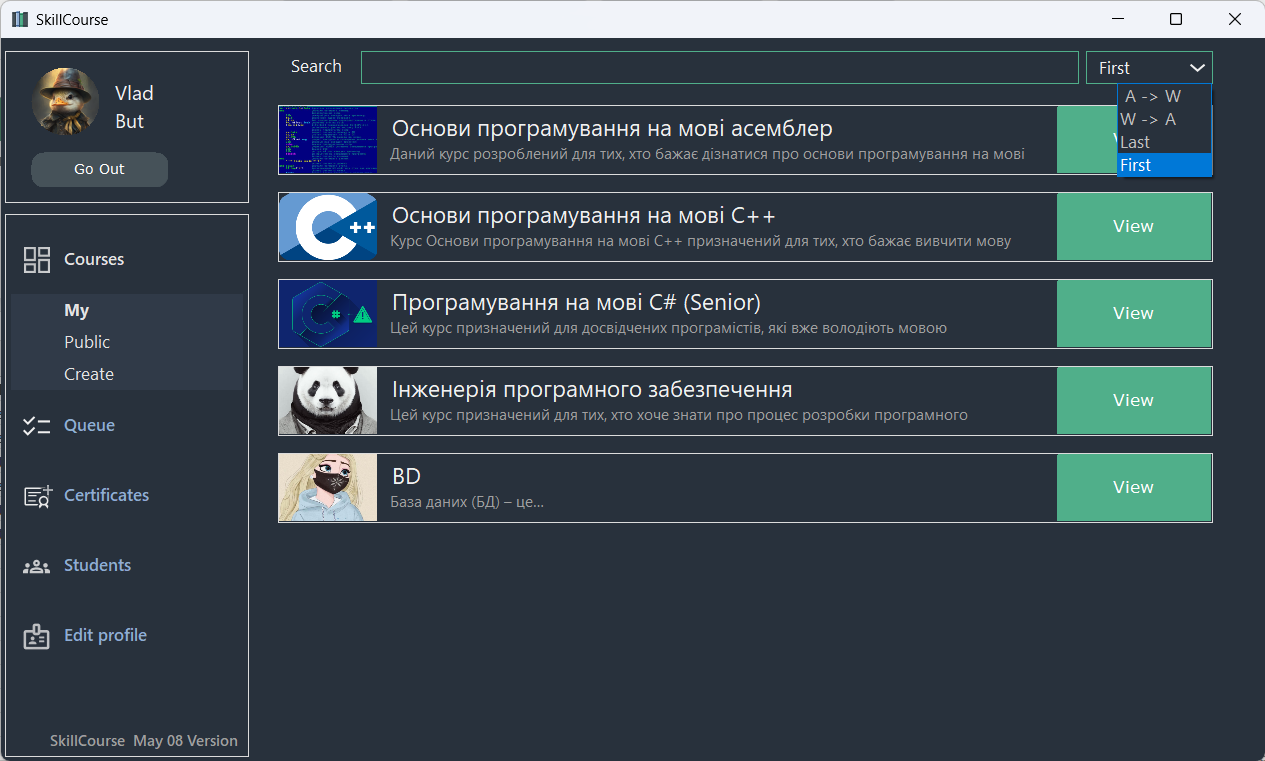 SkillCourse
Vlad
But
Go Out
Courses
My
Public
Create
Queue
Certificates
Students
Edit profile
SkillCourse May 08 Version
Search
First
A -> W
W -> A
Last
First
Основи програмування на мові асемблер
Даний курс розроблений для тих, хто бажає дізнатися про основи програмування на мові
Основи програмування на мові C++
Курс Основи програмування на мові C++ призначений для тих, хто бажає вивчити мову
View
Програмування на мові C# (Senior)
Цей курс призначений для досвідчених програмістів, які вже володіють мовою
View
Інженерія програмного забезпечення
Цей курс призначений для тих, хто хоче знати про процес розробки програмного
View
BD
База даних (БД) – це...
View